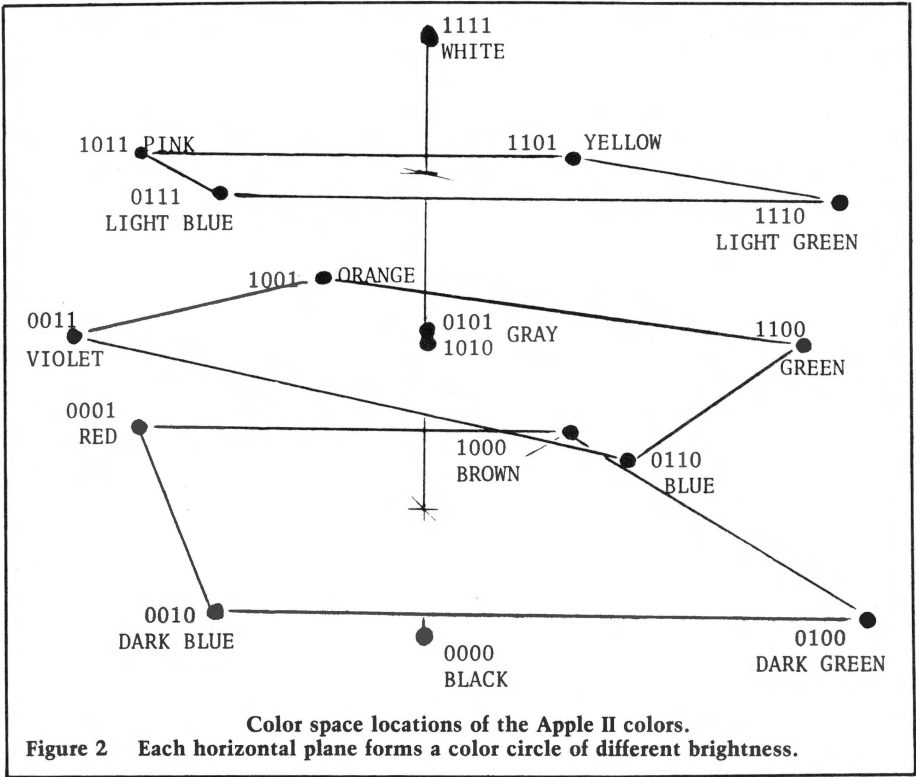 1111
WHITE
1011 PINK
1101 YELLOW
0111
LIGHT BLUE
1110
LIGHT GREEN
1001 ORANGE
0011
VIOLET
0101 GRAY
1010
1100
GREEN
0001
RED
1000
BROWN
0110
BLUE
0010
DARK BLUE
0000
BLACK
0100
DARK GREEN
Color space locations of the Apple II colors.
Figure 2 Each horizontal plane forms a color circle of different brightness.